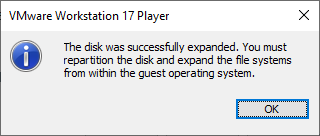 VMware Workstation 17 Player
The disk was successfully expanded. You must
repartition the disk and expand the file systems
from within the guest operating system.
OK